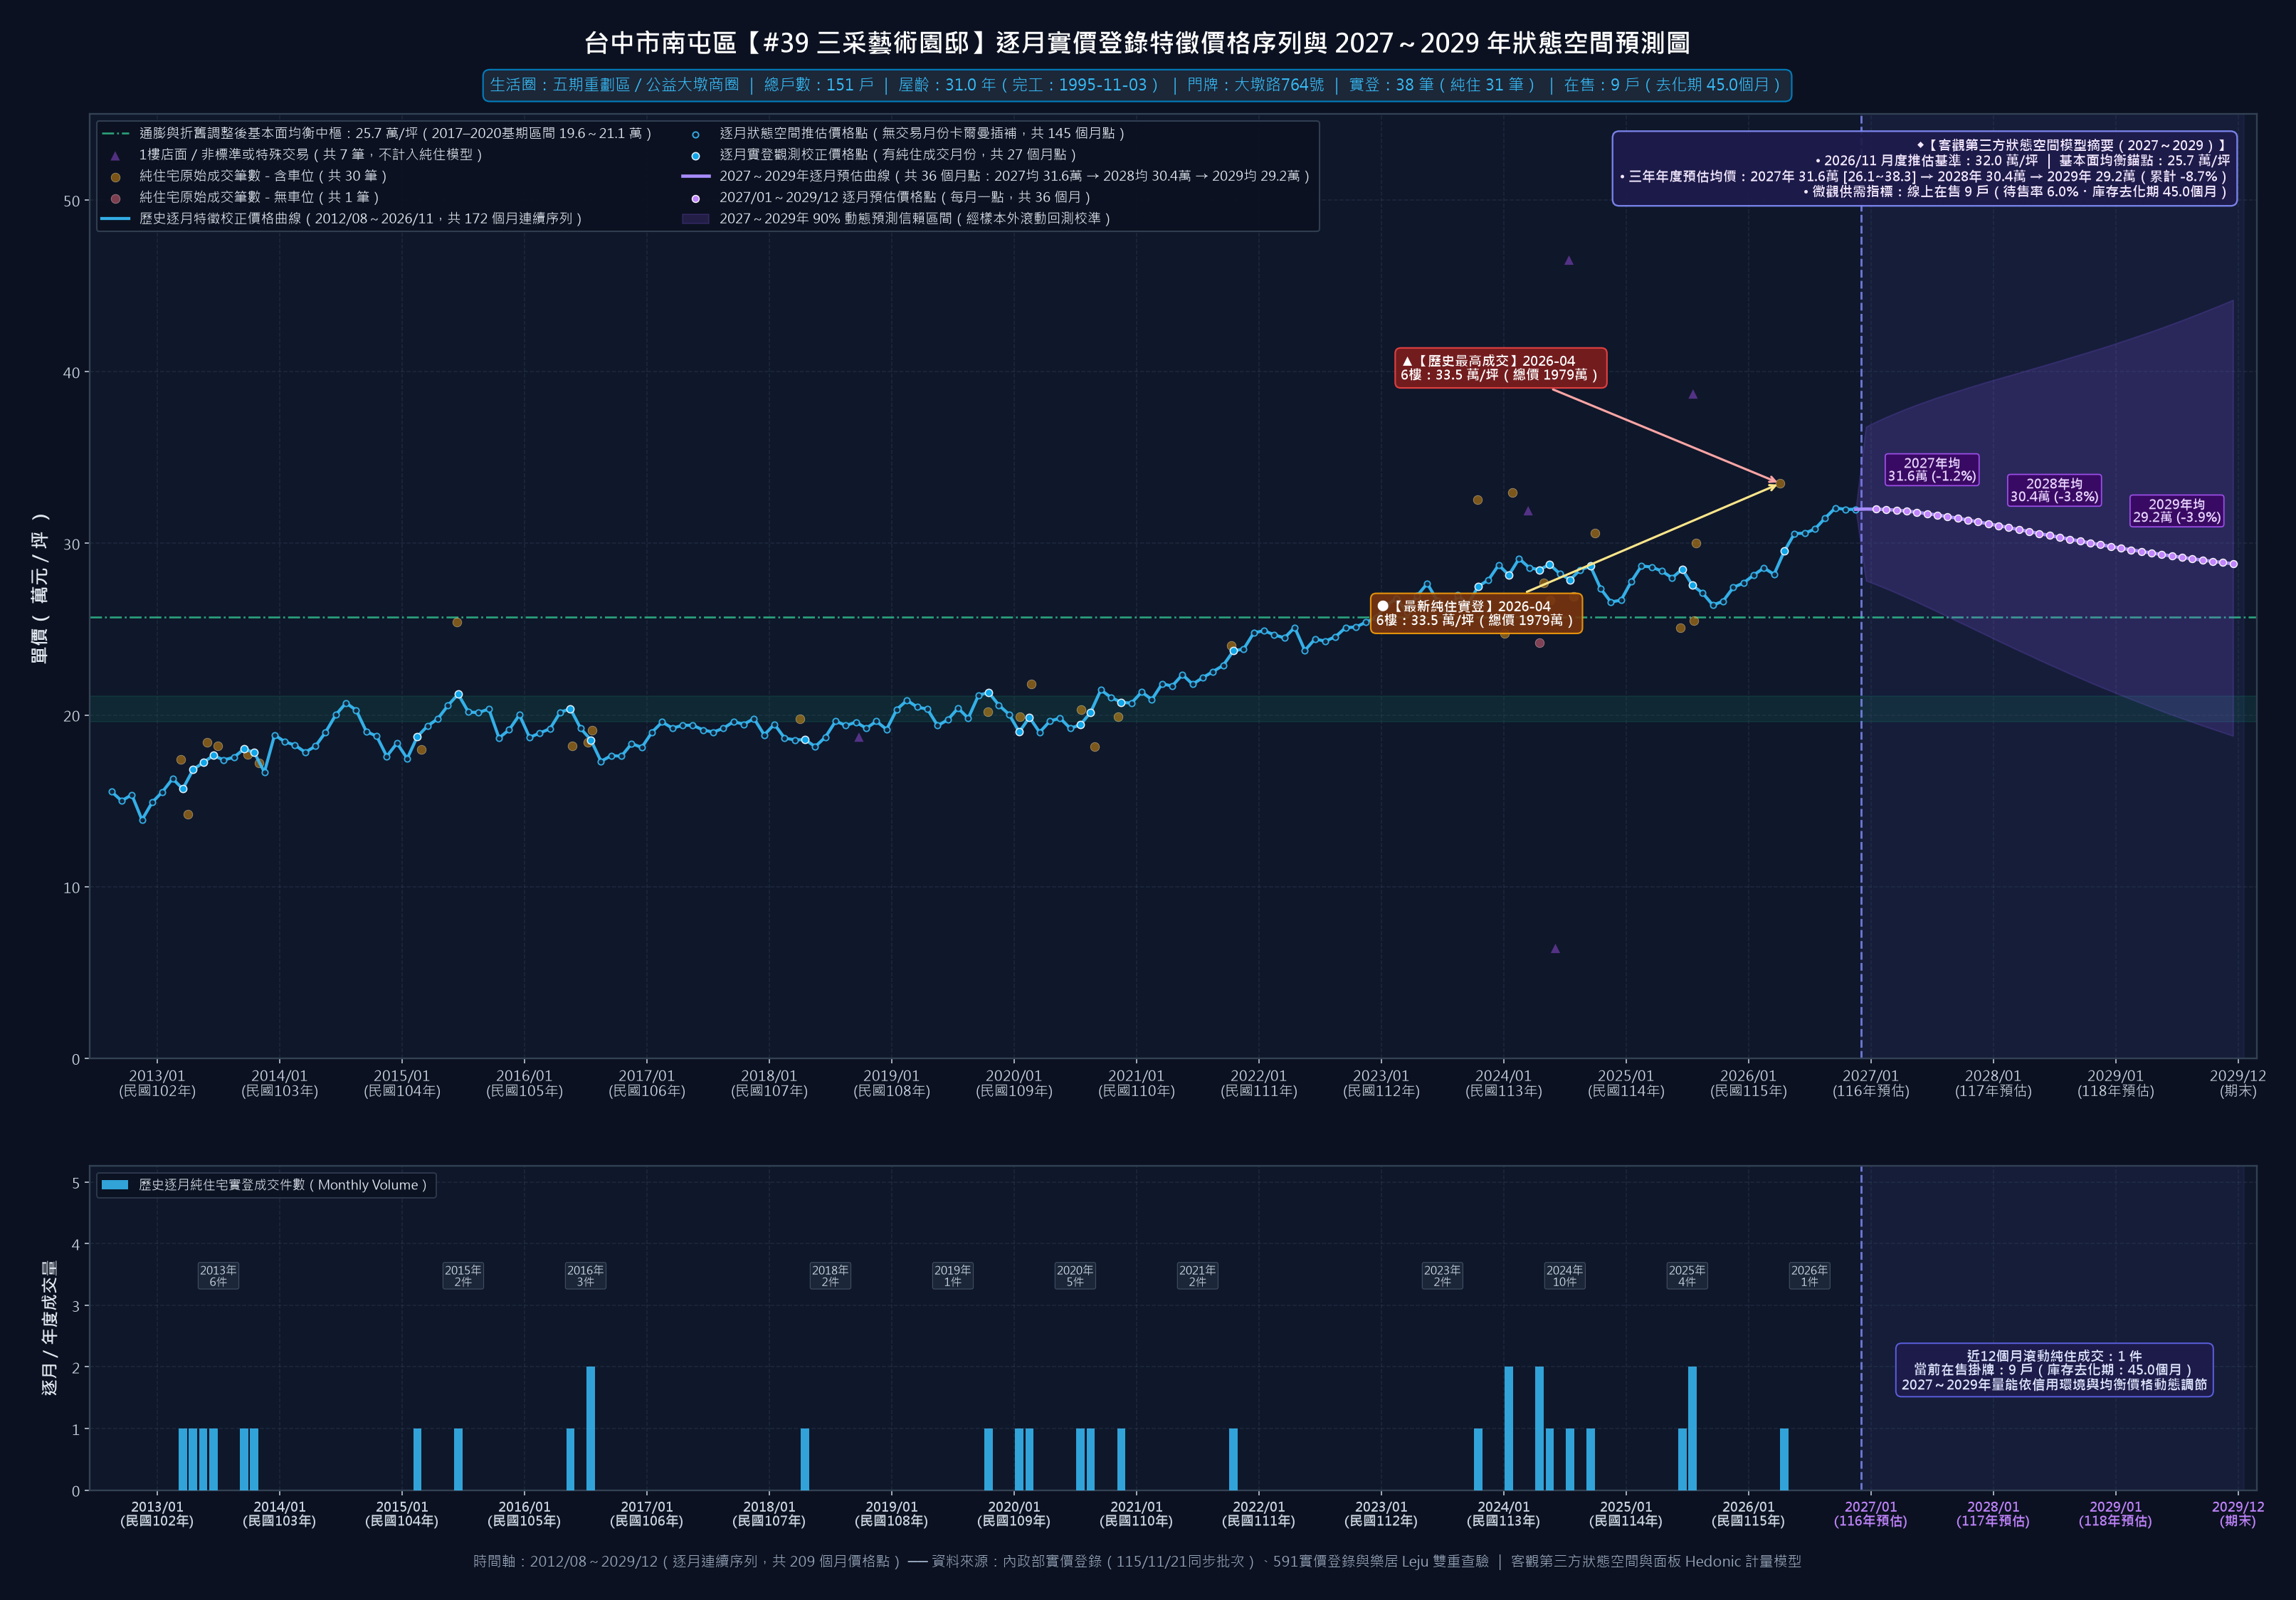 台中市南屯區【#39 三采藝術園邸】逐月實價登錄特徵價格序列與 2027～2029 年狀態空間預測圖
生活圈：五期重劃區 / 公益大墩商圈 ｜ 總戶數：151 戶 ｜ 屋齡：31.0 年（完工：1995-11-03） ｜ 門牌：大墩路764號 ｜ 實登：38 筆（純住 31 筆） ｜ 在售：9 戶（去化期 45.0個月）
通膨與折舊調整後基本面均衡中樞：25.7 萬/坪（2017–2020基期區間 19.6～21.1 萬）
1樓店面 / 非標準或特殊交易（共 7 筆，不計入純住模型）
純住宅原始成交筆數 - 含車位（共 30 筆）
純住宅原始成交筆數 - 無車位（共 1 筆）
歷史逐月特徵校正價格曲線（2012/08～2026/11，共 172 個月連續序列）
逐月狀態空間推估價格點（無交易月份卡爾曼插補，共 145 個月點）
逐月實登觀測校正價格點（有純住成交月份，共 27 個月點）
2027～2029年逐月預估曲線（共 36 個月點：2027均 31.6萬 → 2028均 30.4萬 → 2029均 29.2萬）
2027/01～2029/12 逐月預估價格點（每月一點，共 36 個月）
2027～2029年 90% 動態預測信賴區間（經樣本外滾動回測校準）
◆【客觀第三方狀態空間模型摘要（2027～2029）】
• 2026/11 月度推估基準：32.0 萬/坪 ｜ 基本面均衡錨點：25.7 萬/坪
• 三年年度預估均價：2027年 31.6萬 [26.1~38.3] → 2028年 30.4萬 → 2029年 29.2萬（累計 -8.7%）
• 微觀供需指標：線上在售 9 戶（待售率 6.0%．庫存去化期 45.0個月）
單價（萬元 / 坪）
50
40
30
20
10
0
▲【歷史最高成交】2026-04
6樓：33.5 萬/坪（總價 1979萬）
●【最新純住實登】2026-04
6樓：33.5 萬/坪（總價 1979萬）
2027年均
31.6萬 (-1.2%)
2028年均
30.4萬 (-3.8%)
2029年均
29.2萬 (-3.9%)
2013/01 2014/01 2015/01 2016/01 2017/01 2018/01 2019/01 2020/01 2021/01 2022/01 2023/01 2024/01 2025/01 2026/01 2027/01 2028/01 2029/01 2029/12
(民國102年) (民國103年) (民國104年) (民國105年) (民國106年) (民國107年) (民國108年) (民國109年) (民國110年) (民國111年) (民國112年) (民國113年) (民國114年) (民國115年) (116年預估) (117年預估) (118年預估) (期末)
歷史逐月純住宅實登成交件數（Monthly Volume）
逐月 / 年度成交量
5
4
3
2
1
0
2013年
6件
2015年
2件
2016年
3件
2018年
2件
2019年
1件
2020年
5件
2021年
2件
2023年
2件
2024年
10件
2025年
4件
2026年
1件
近12個月滾動純住成交：1 件
當前在售掛牌：9 戶（庫存去化期：45.0個月）
2027～2029年量能依信用環境與均衡價格動態調節
2013/01 2014/01 2015/01 2016/01 2017/01 2018/01 2019/01 2020/01 2021/01 2022/01 2023/01 2024/01 2025/01 2026/01 2027/01 2028/01 2029/01 2029/12
(民國102年) (民國103年) (民國104年) (民國105年) (民國106年) (民國107年) (民國108年) (民國109年) (民國110年) (民國111年) (民國112年) (民國113年) (民國114年) (民國115年) (116年預估) (117年預估) (118年預估) (期末)
時間軸：2012/08～2029/12（逐月連續序列，共 209 個月價格點） ── 資料來源：內政部實價登錄（115/11/21同步批次）、591實價登錄與樂居 Leju 雙重查驗 ｜ 客觀第三方狀態空間與面板 Hedonic 計量模型